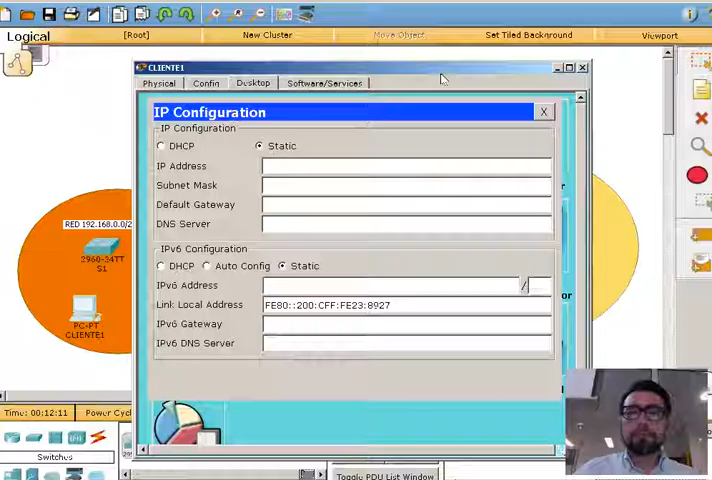 Logical
[Root]
New Cluster
Move Object
Set Tiled Background
Viewport
CLIENTE1
Physical
Config
Desktop
Software/Services
IP Configuration
X
IP Configuration
DHCP
Static
IP Address
Subnet Mask
Default Gateway
DNS Server
IPv6 Configuration
DHCP
Auto Config
Static
IPv6 Address
/
Link Local Address
FE80::200:CFF:FE23:8927
IPv6 Gateway
IPv6 DNS Server
RED 192.168.0.0/2
2960-24TT
S1
PC-PT
CLIENTE1
or
Time: 00:12:11
Power Cyc
Switches
Toggle PDU List Window